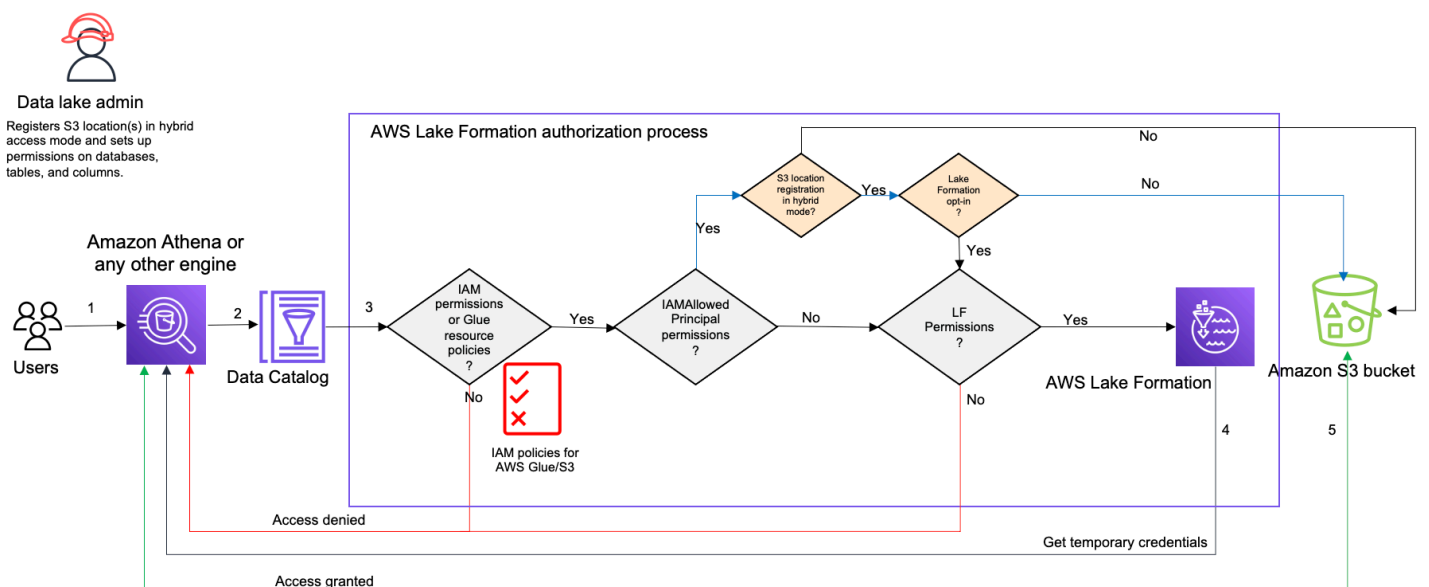 Data lake admin
Registers S3 location(s) in hybrid
access mode and sets up
permissions on databases,
tables, and columns.
AWS Lake Formation authorization process
No
S3 location
registration
in hybrid
mode?
Yes
Lake
Formation
opt-in
?
No
Yes
Yes
Amazon Athena or
any other engine
1
2
3
IAM
permissions
or Glue
resource
policies
?
Yes
IAMAllowed
Principal
permissions
?
No
LF
Permissions
?
Yes
Users
Data Catalog
AWS Lake Formation
Amazon S3 bucket
No
No
4
5
IAM policies for
AWS Glue/S3
Access denied
Get temporary credentials
Access granted